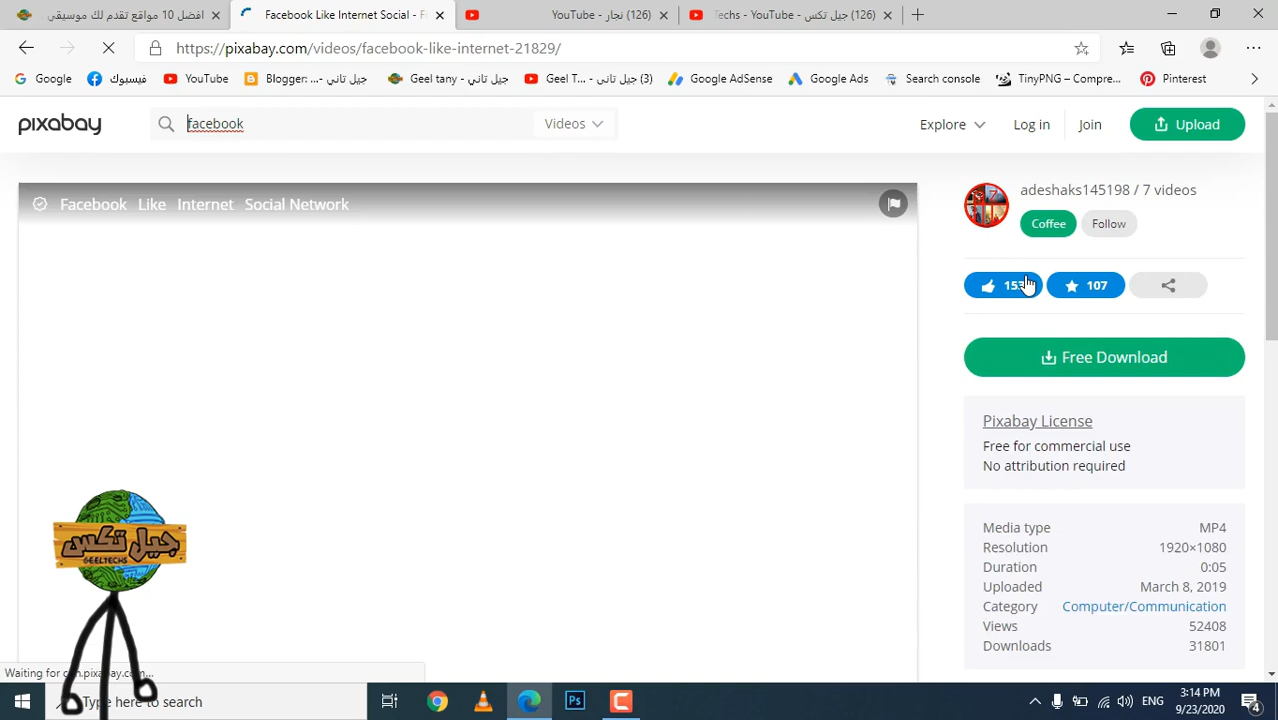 افضل 10 مواقع تقدم لك موسيقي
Facebook Like Internet Social - F
(126) نجار - YouTube
(126) جيل تكس - YouTube - Techs
https://pixabay.com/videos/facebook-like-internet-21829/
Google
فيسبوك
YouTube
Blogger: ...- جيل تاني
Geel tany - جيل تاني
Geel T... - جيل تاني (3)
Google AdSense
Google Ads
Search console
TinyPNG – Compre...
Pinterest
pixabay
facebook
Videos
Explore
Log in
Join
Upload
Facebook Like Internet Social Network
adeshaks145198 / 7 videos
Coffee
Follow
107
Free Download
Pixabay License
Free for commercial use
No attribution required
جيل تكس
GEELTECHS
Media type MP4
Resolution 1920×1080
Duration 0:05
Uploaded March 8, 2019
Category Computer/Communication
Views 52408
Downloads 31801
Type here to search
ENG
3:14 PM
9/23/2020
4